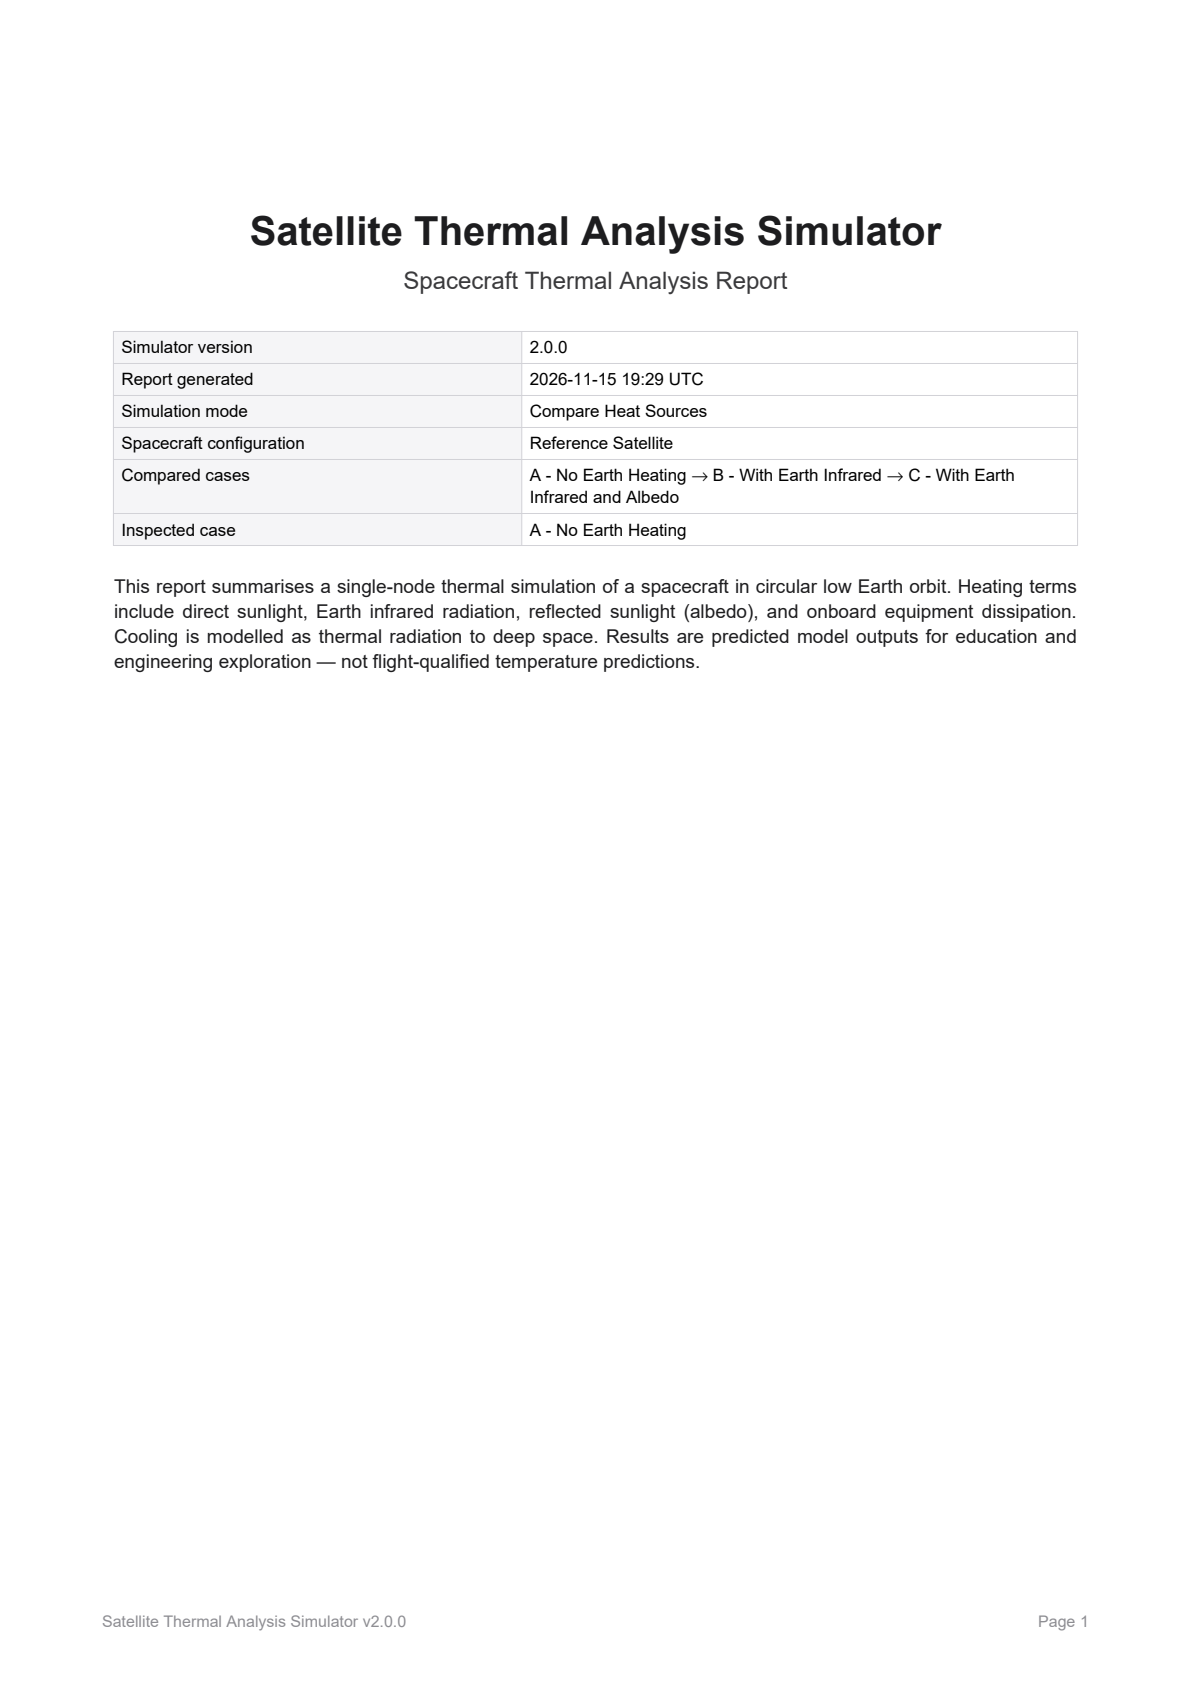 Satellite Thermal Analysis Simulator
Spacecraft Thermal Analysis Report
Simulator version 2.0.0
Report generated 2026-11-15 19:29 UTC
Simulation mode Compare Heat Sources
Spacecraft configuration Reference Satellite
Compared cases A - No Earth Heating → B - With Earth Infrared → C - With Earth
Infrared and Albedo
Inspected case A - No Earth Heating
This report summarises a single-node thermal simulation of a spacecraft in circular low Earth orbit. Heating terms
include direct sunlight, Earth infrared radiation, reflected sunlight (albedo), and onboard equipment dissipation.
Cooling is modelled as thermal radiation to deep space. Results are predicted model outputs for education and
engineering exploration — not flight-qualified temperature predictions.
Satellite Thermal Analysis Simulator v2.0.0 Page 1